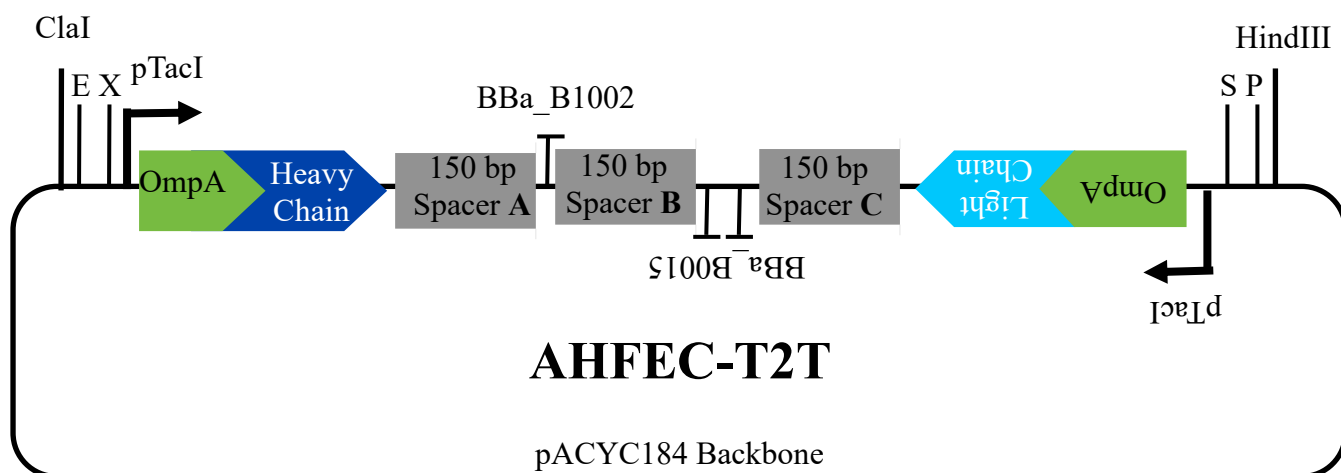 ClaI
HindIII
E X
pTacI
S P
BBa_B1002
OmpA
Heavy
Chain
150 bp
Spacer A
150 bp
Spacer B
150 bp
Spacer C
Light
Chain
OmpA
BBa_B0015
pTacI
AHFEC-T2T
pACYC184 Backbone